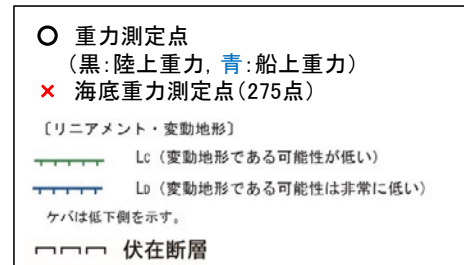 重力測定点
（黒:陸上重力，青:船上重力）
海底重力測定点（275点）
〔リニアメント・変動地形〕
LC（変動地形である可能性が低い）
LD（変動地形である可能性は非常に低い）
ケバは低下側を示す。
伏在断層